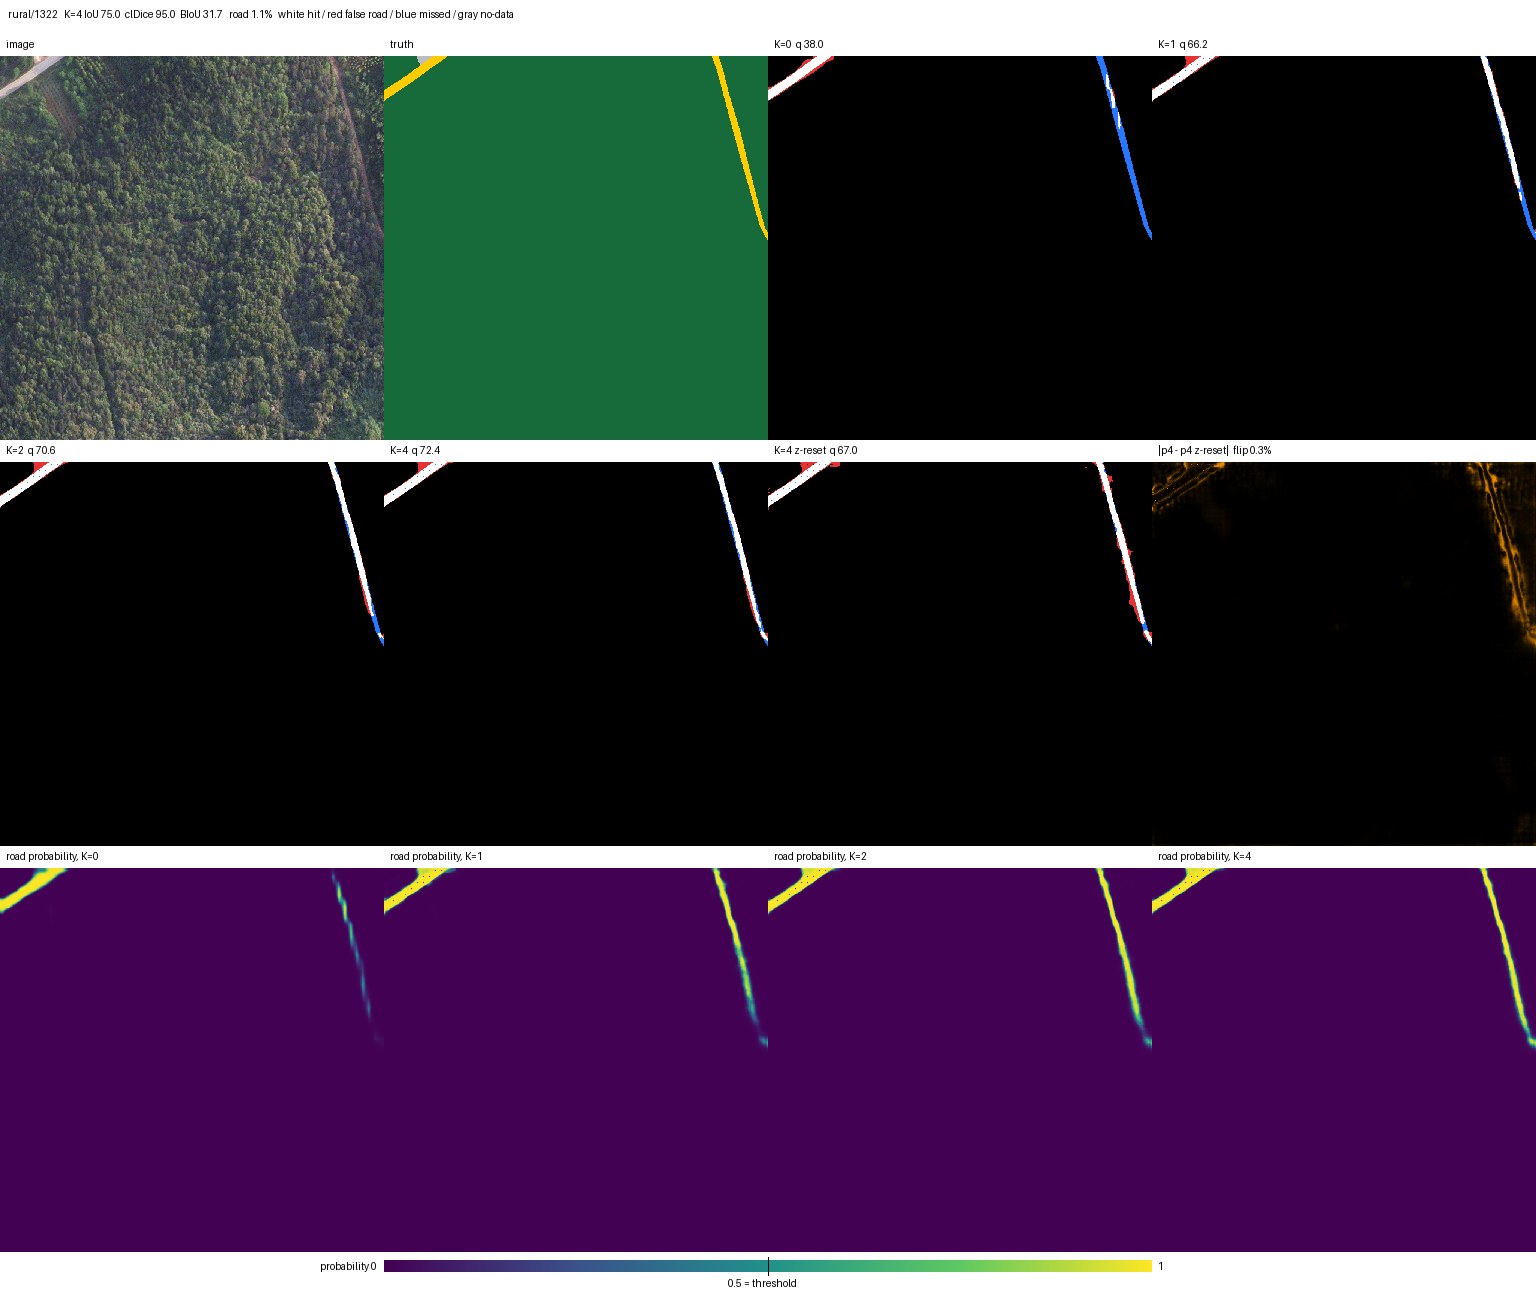 rural/1322 K=4 IoU 75.0 clDice 95.0 BIoU 31.7 road 1.1% white hit / red false road / blue missed / gray no-data
image
truth
K=0 q 38.0
K=1 q 66.2
K=2 q 70.6
K=4 q 72.4
K=4 z-reset q 67.0
|p4 - p4 z-reset| flip 0.3%
road probability, K=0
road probability, K=1
road probability, K=2
road probability, K=4
probability 0
1
0.5 = threshold